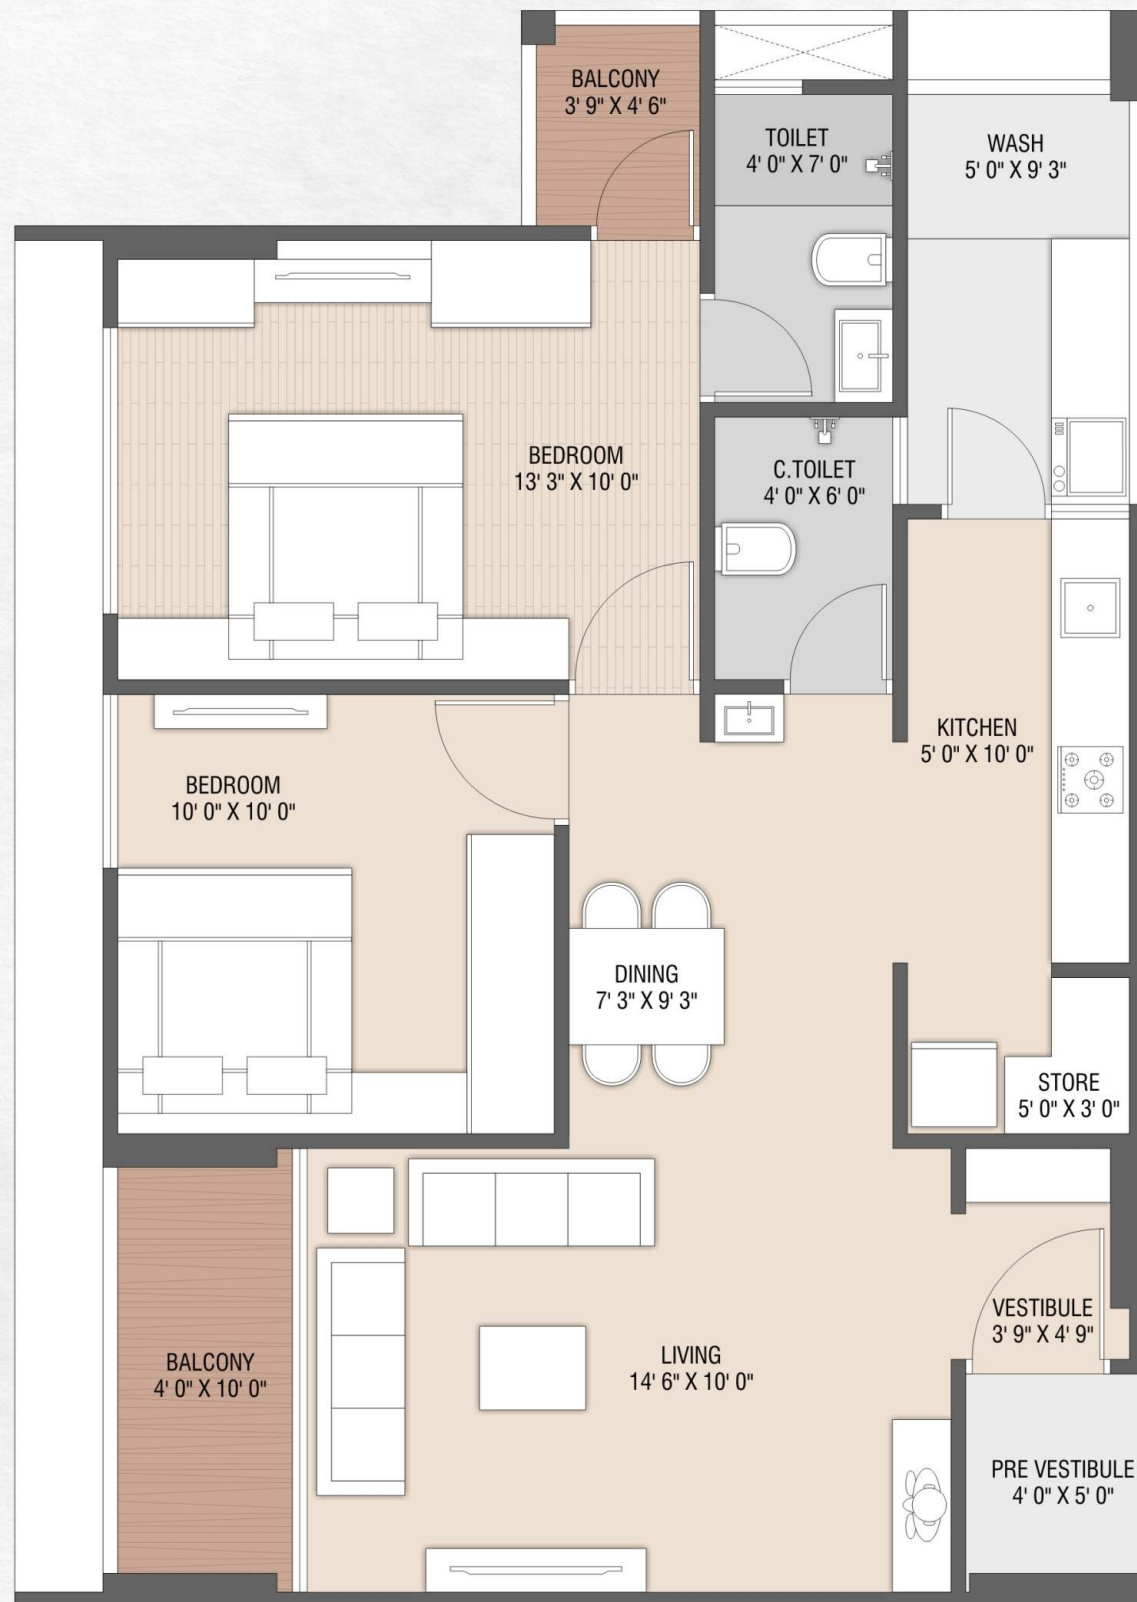 BALCONY
3' 9" X 4' 6"
TOILET
4' 0" X 7' 0"
WASH
5' 0" X 9' 3"
BEDROOM
13' 3" X 10' 0"
C.TOILET
4' 0" X 6' 0"
KITCHEN
5' 0" X 10' 0"
BEDROOM
10' 0" X 10' 0"
DINING
7' 3" X 9' 3"
STORE
5' 0" X 3' 0"
VESTIBULE
3' 9" X 4' 9"
BALCONY
4' 0" X 10' 0"
LIVING
14' 6" X 10' 0"
PRE VESTIBULE
4' 0" X 5' 0"